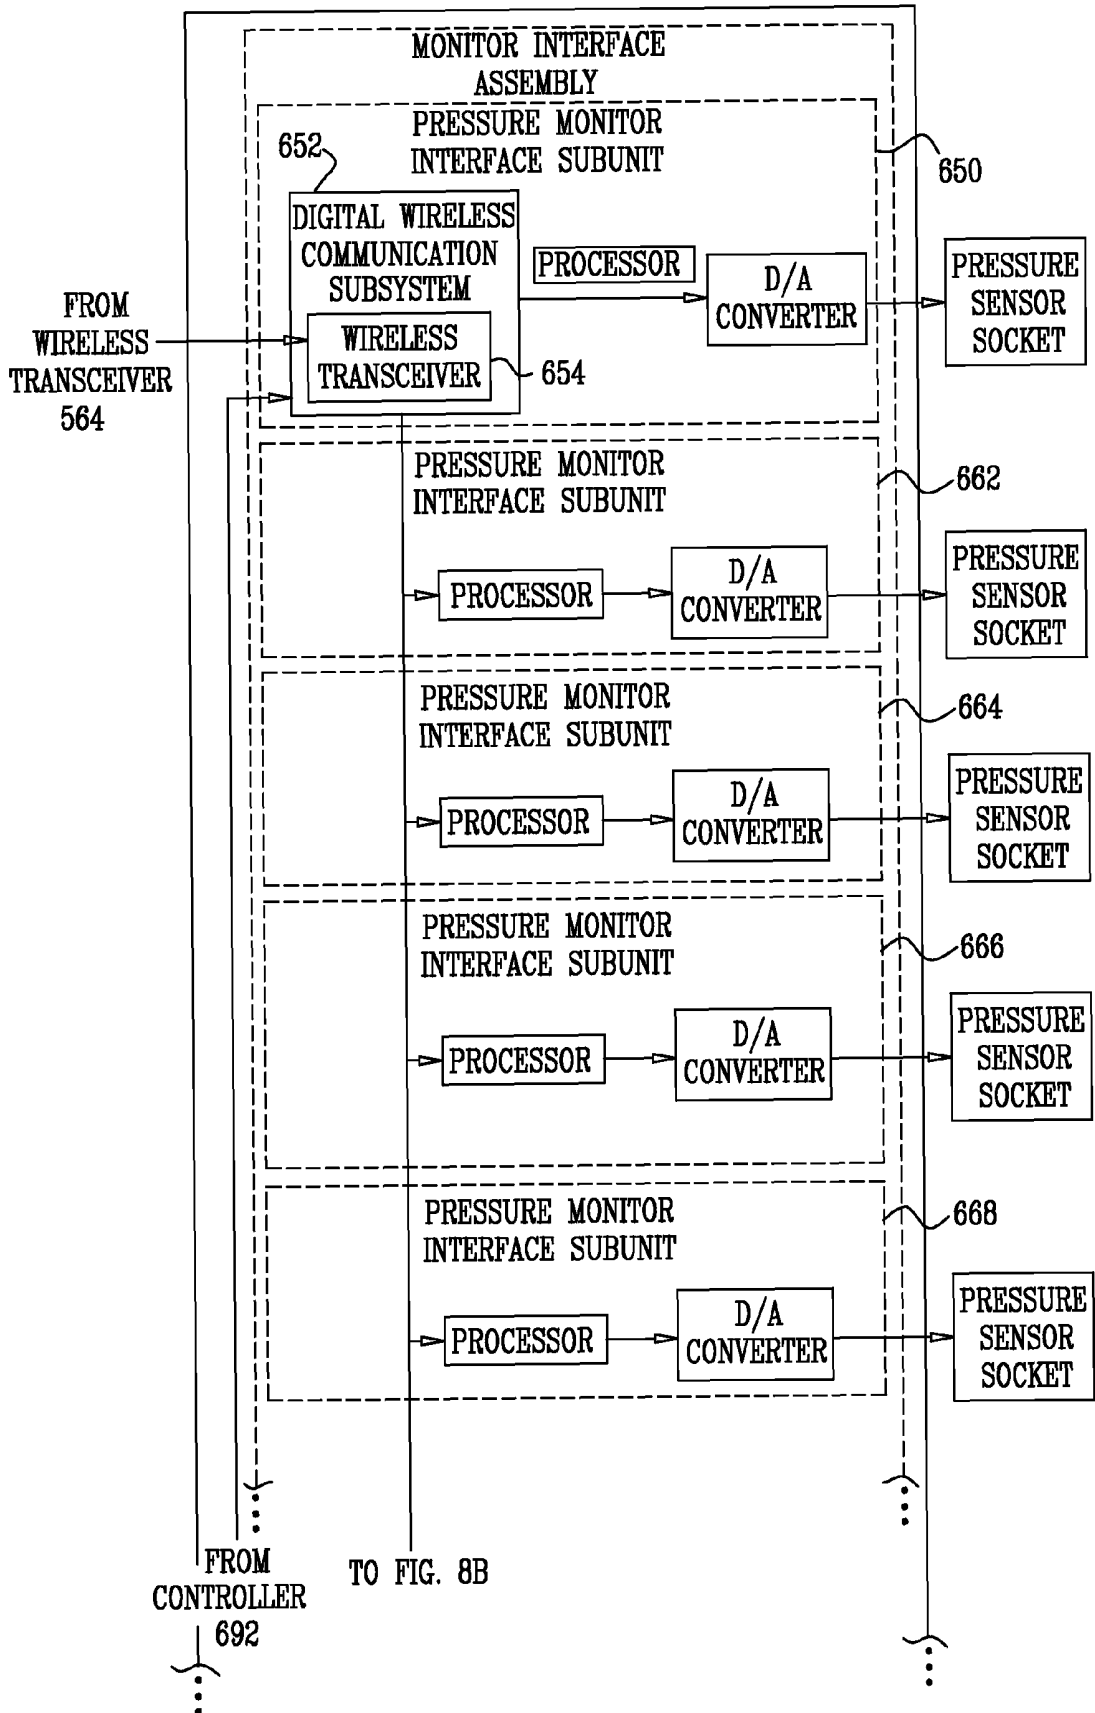 MONITOR INTERFACE
ASSEMBLY
PRESSURE MONITOR
INTERFACE SUBUNIT
652
650
DIGITAL WIRELESS
COMMUNICATION
SUBSYSTEM
PROCESSOR
D/A
CONVERTER
PRESSURE
SENSOR
SOCKET
FROM
WIRELESS
TRANSCEIVER
564
WIRELESS
TRANSCEIVER
654
PRESSURE MONITOR
INTERFACE SUBUNIT
662
PROCESSOR
D/A
CONVERTER
PRESSURE
SENSOR
SOCKET
PRESSURE MONITOR
INTERFACE SUBUNIT
664
PROCESSOR
D/A
CONVERTER
PRESSURE
SENSOR
SOCKET
PRESSURE MONITOR
INTERFACE SUBUNIT
666
PROCESSOR
D/A
CONVERTER
PRESSURE
SENSOR
SOCKET
PRESSURE MONITOR
INTERFACE SUBUNIT
668
PROCESSOR
D/A
CONVERTER
PRESSURE
SENSOR
SOCKET
FROM
CONTROLLER
692
TO FIG. 8B